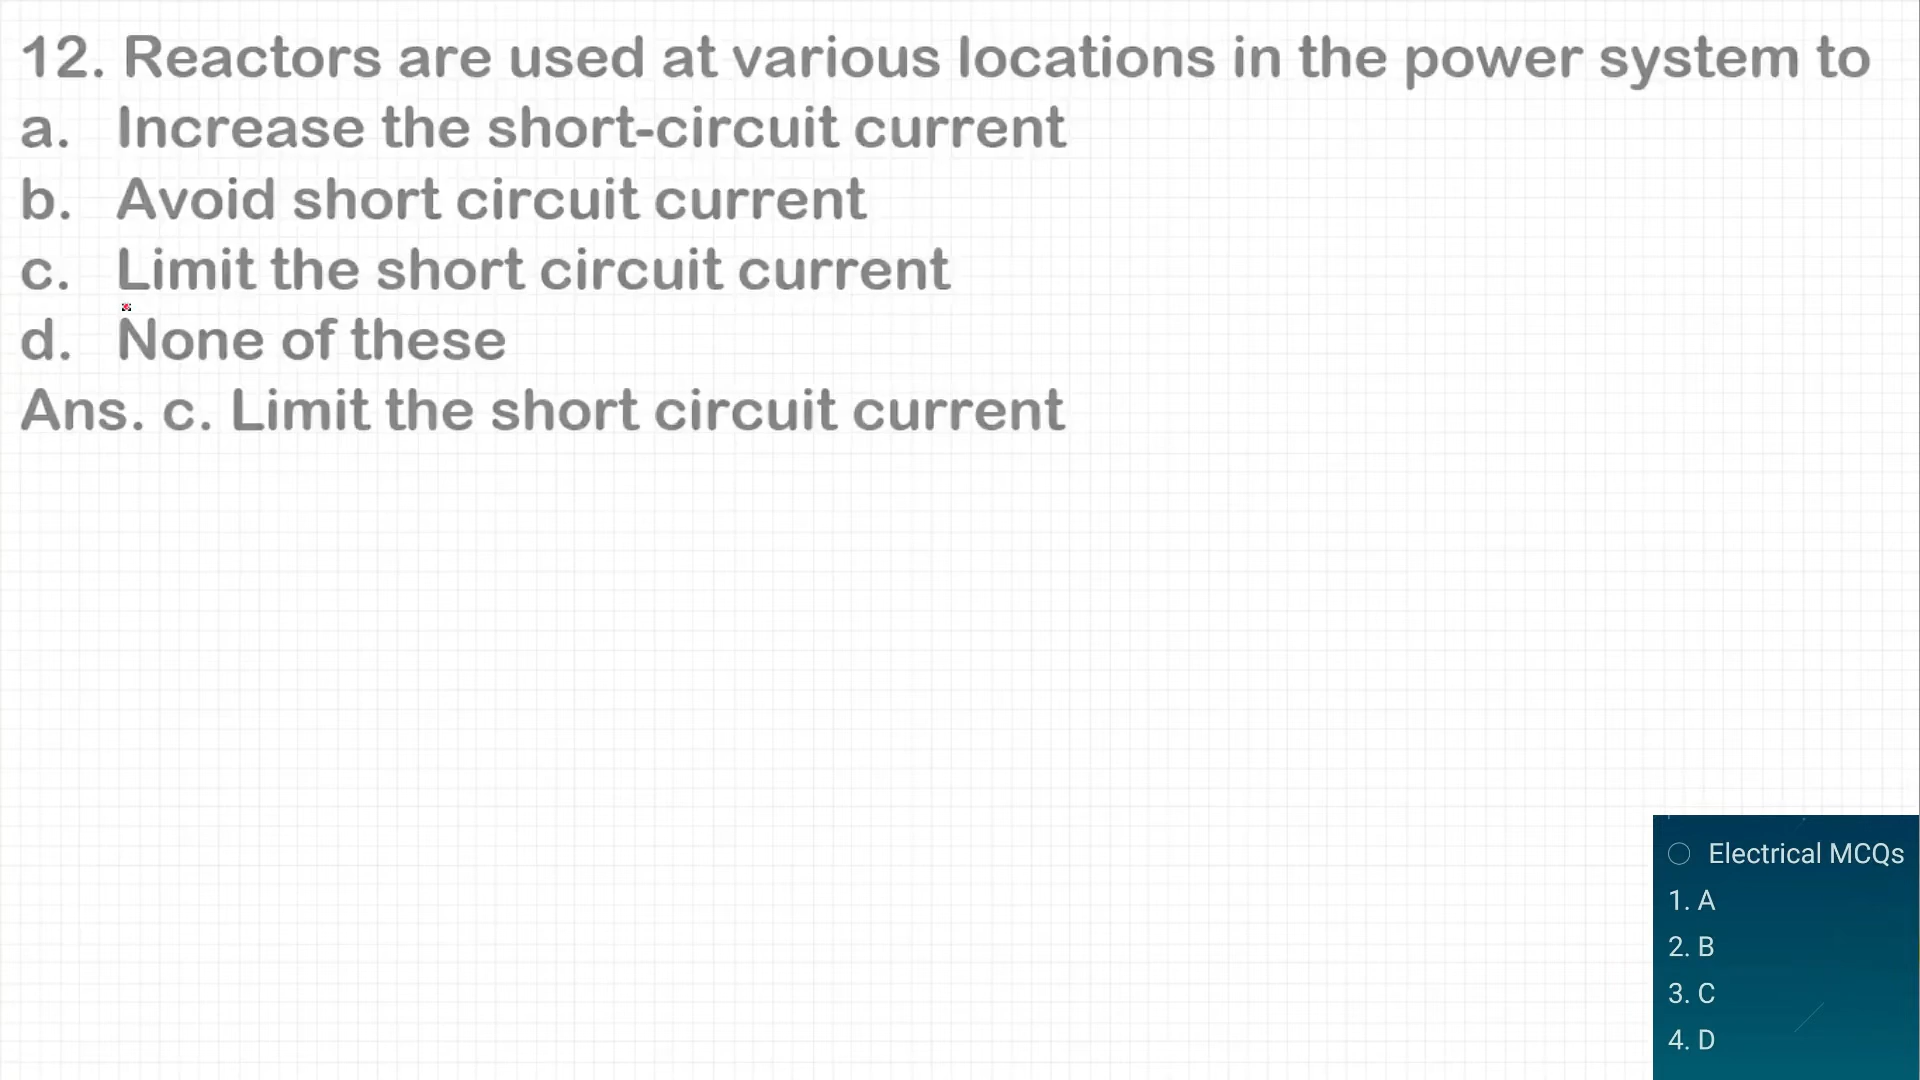 12. Reactors are used at various locations in the power system to
a. Increase the short-circuit current
b. Avoid short circuit current
c. Limit the short circuit current
d. None of these
Ans. c. Limit the short circuit current
Electrical MCQs
1. A
2. B
3. C
4. D